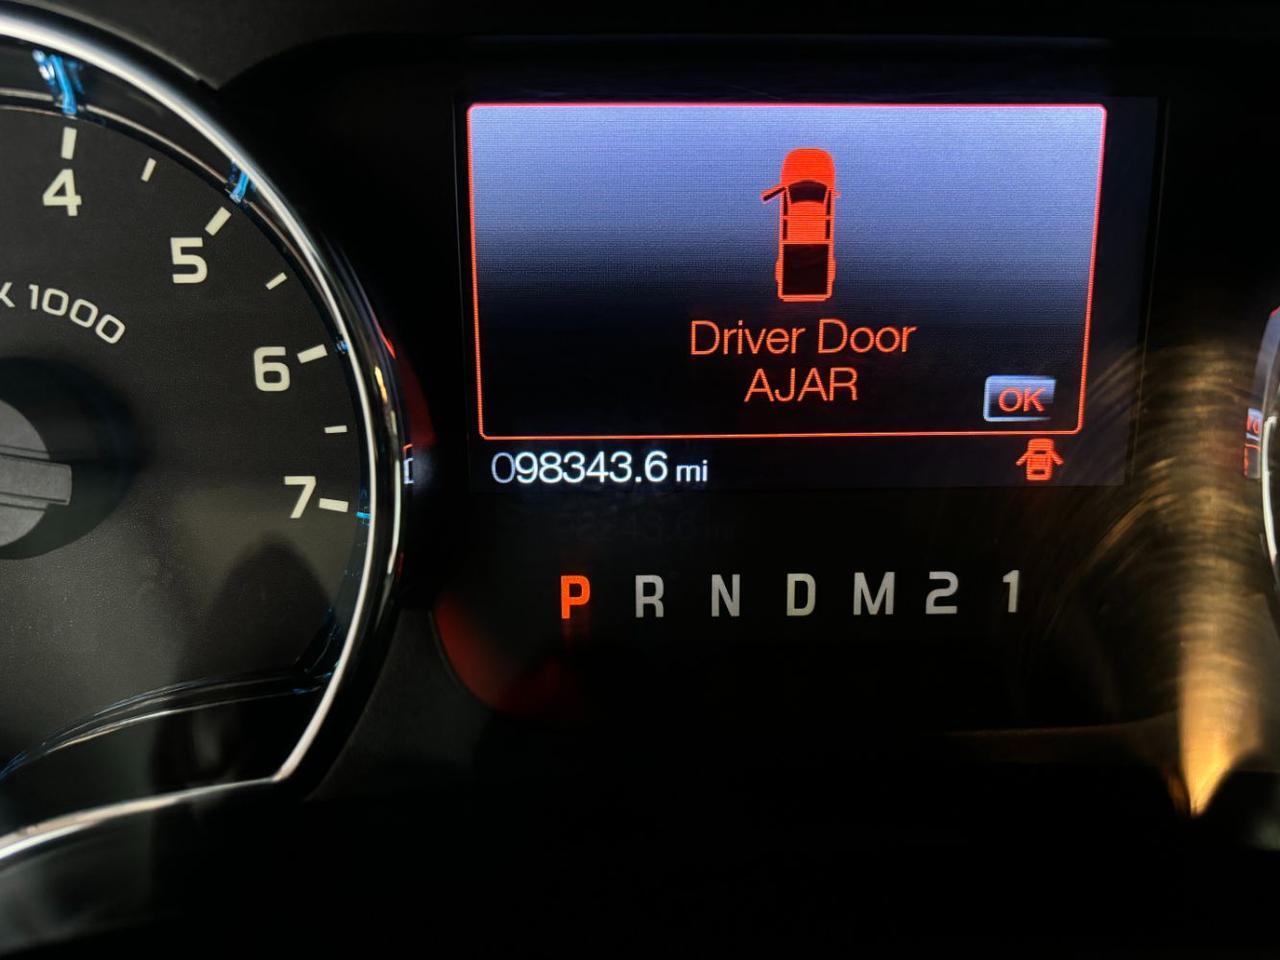 4
5
x 1000
6
7
Driver Door
AJAR
OK
098343.6 mi
P R N D M 2 1